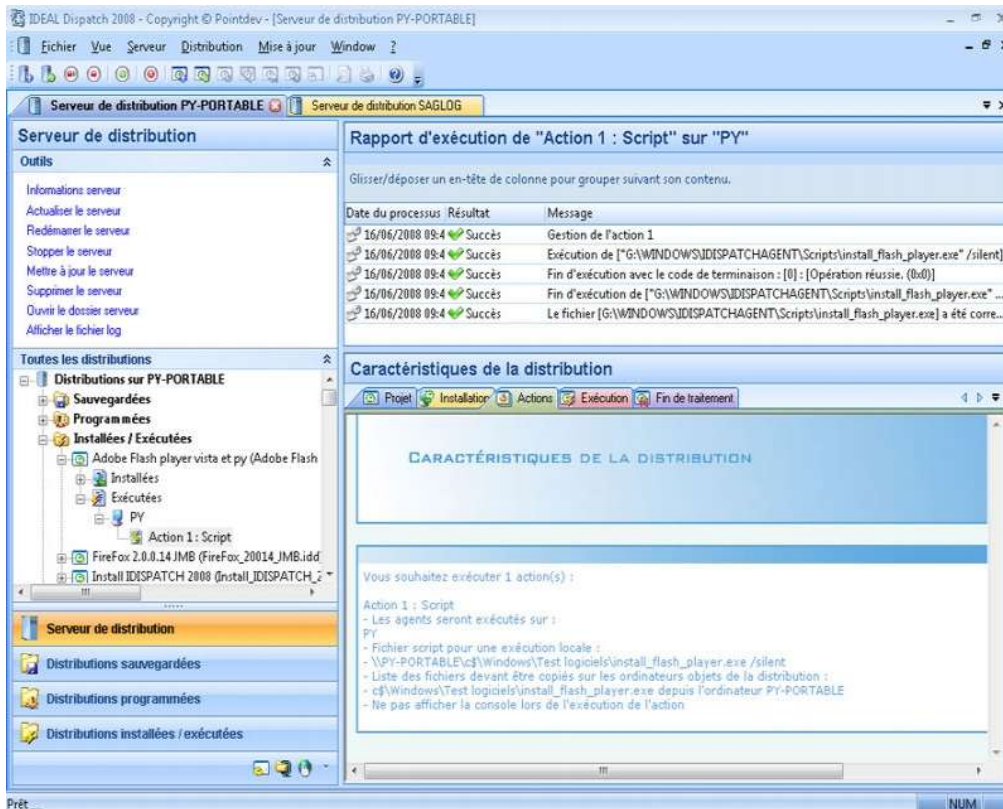 IDEAL Dispatch 2008 - Copyright © Pointdev - [Serveur de distribution PY-PORTABLE]
Fichier Vue Serveur Distribution Mise à jour Window ?
Serveur de distribution PY-PORTABLE
Serveur de distribution SAGLOG
Serveur de distribution
Outils
Informations serveur
Actualiser le serveur
Redémarrer le serveur
Stopper le serveur
Mettre à jour le serveur
Supprimer le serveur
Ouvrir le dossier serveur
Afficher le fichier log
Toutes les distributions
Distributions sur PY-PORTABLE
Sauvegardées
Programmées
Installées / Exécutées
Adobe Flash player vista et py (Adobe Flash
Installées
Exécutées
PY
Action 1 : Script
FireFox 2.0.0.14 JMB (FireFox_20014_JMB.idd
Install IDISPATCH 2008 (Install_IDISPATCH_2
Serveur de distribution
Distributions sauvegardées
Distributions programmées
Distributions installées / exécutées
Rapport d'exécution de "Action 1 : Script" sur "PY"
Glisser/déposer un en-tête de colonne pour grouper suivant son contenu.
Date du processus Résultat Message
16/06/2008 09:4 Succès Gestion de l'action 1
16/06/2008 09:4 Succès Exécution de ["G:\WINDOWS\IDISPATCHAGENT\Scripts\install_flash_player.exe" /silent]
16/06/2008 09:4 Succès Fin d'exécution avec le code de terminaison : [0] : [Opération réussie. (0x0)]
16/06/2008 09:4 Succès Fin d'exécution de ["G:\WINDOWS\IDISPATCHAGENT\Scripts\install_flash_player.exe" ...
16/06/2008 09:4 Succès Le fichier [G:\WINDOWS\IDISPATCHAGENT\Scripts\install_flash_player.exe] a été corre...
Caractéristiques de la distribution
Projet Installation Actions Exécution Fin de traitement
CARACTÉRISTIQUES DE LA DISTRIBUTION
Vous souhaitez exécuter 1 action(s) :
Action 1 : Script
- Les agents seront exécutés sur :
PY
- Fichier script pour une exécution locale :
- \\PY-PORTABLE\c$\Windows\Test logiciels\install_flash_player.exe /silent
- Liste des fichiers devant être copiés sur les ordinateurs objets de la distribution :
- c$\Windows\Test logiciels\install_flash_player.exe depuis l'ordinateur PY-PORTABLE
- Ne pas afficher la console lors de l'exécution de l'action
Prêt
NUM